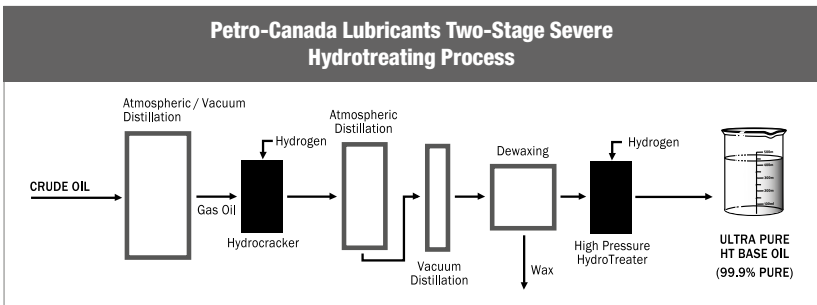 Petro-Canada Lubricants Two-Stage Severe
Hydrotreating Process
Atmospheric / Vacuum
Distillation
CRUDE OIL
Gas Oil
Hydrogen
Hydrocracker
Atmospheric
Distillation
Vacuum
Distillation
Dewaxing
Wax
Hydrogen
High Pressure
HydroTreater
ULTRA PURE
HT BASE OIL
(99.9% PURE)